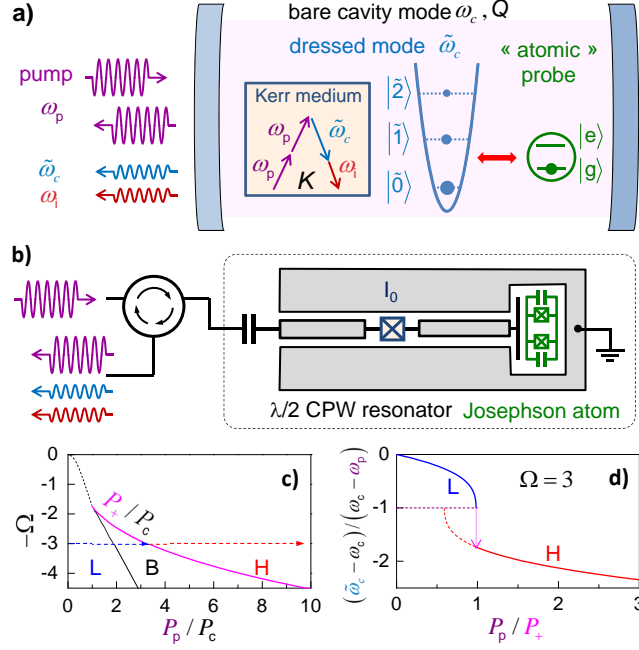 a)
bare cavity mode ω_c, Q
dressed mode ω̃_c
« atomic »
probe
pump
ω_p
ω̃_c
ω_i
Kerr medium
ω_p
ω̃_c
ω_p
K
ω_i
|2̃⟩
|1̃⟩
|0̃⟩
|e⟩
|g⟩
b)
I_0
λ/2 CPW resonator
Josephson atom
c)
0
-1
-2
-3
-4
-Ω
P_+/P_c
L
B
H
0 2 4 6 8 10
P_p/P_c
d)
0
-1
-2
(ω̃_c − ω_c)/(ω_c − ω_p)
L
Ω = 3
H
0 1 2 3
P_p/P_+